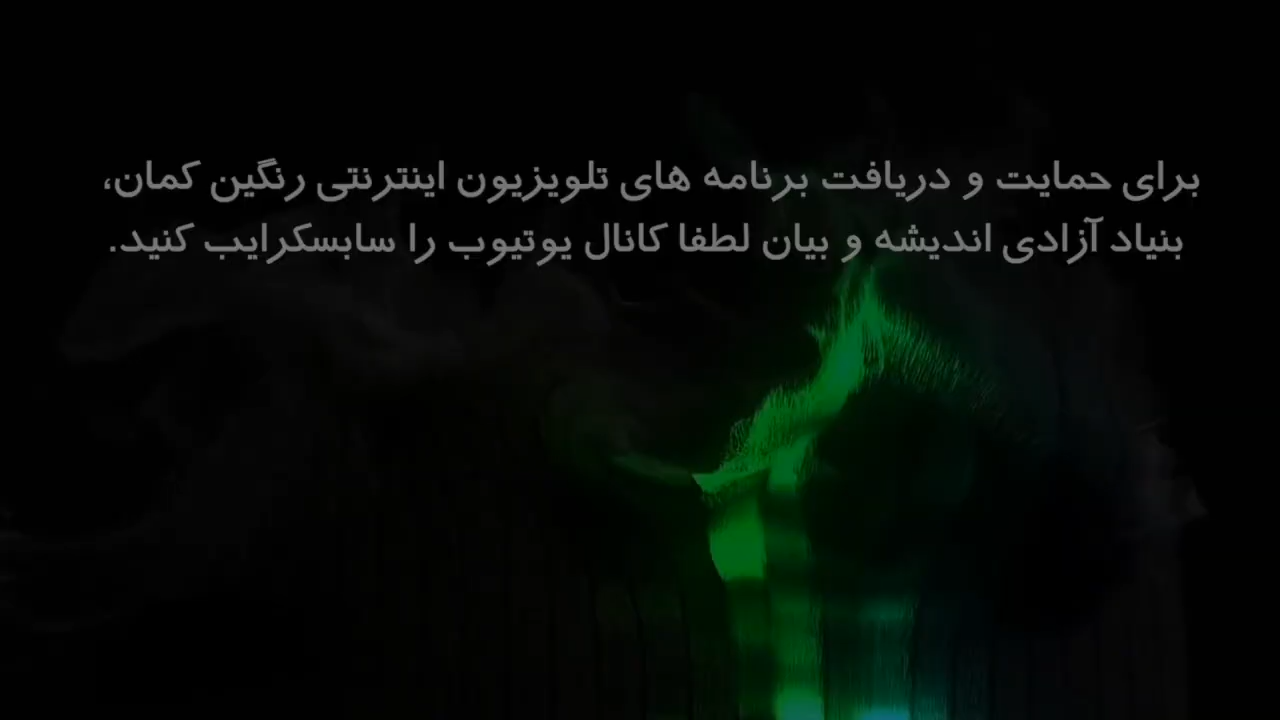 برای حمایت و دریافت برنامه های تلویزیون اینترنتی رنگین کمان،
بنیاد آزادی اندیشه و بیان لطفا کانال یوتیوب را سابسکرایب کنید.